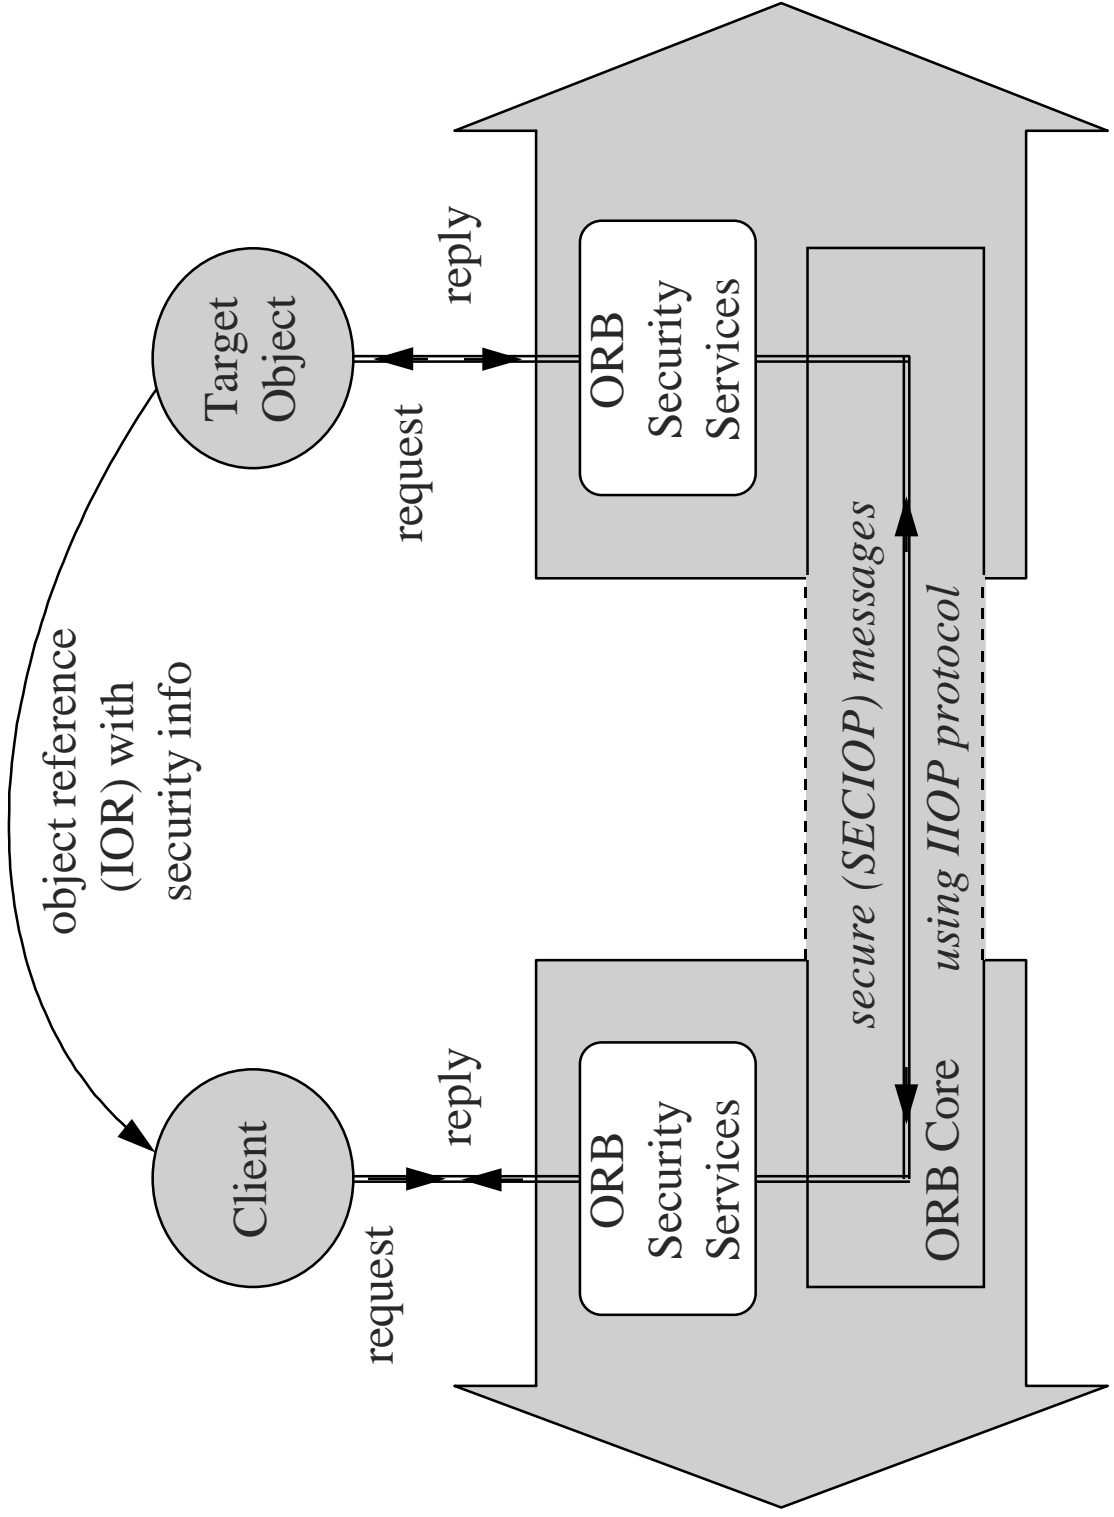 object reference
(IOR) with
security info
Client
Target
Object
request
reply
request
reply
ORB
Security
Services
ORB
Security
Services
secure (SECIOP) messages
ORB Core
using IIOP protocol